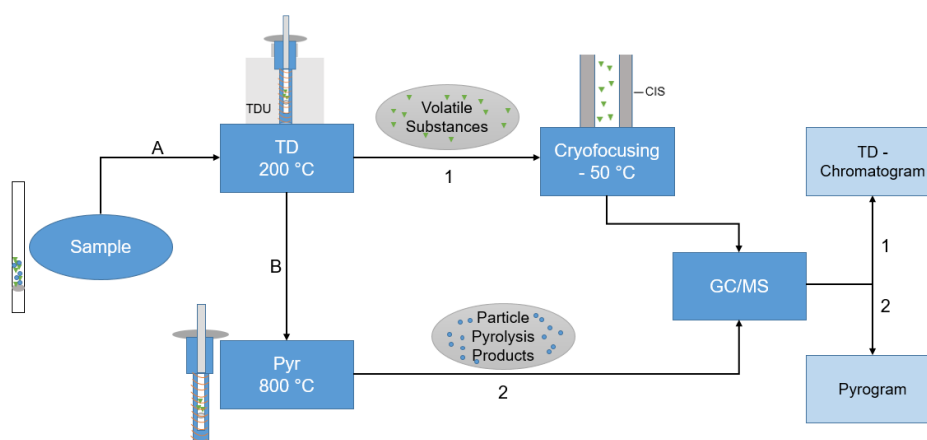 TDU
TD
200 °C
A
Volatile
Substances
1
CIS
Cryofocusing
- 50 °C
TD -
Chromatogram
Sample
B
GC/MS
1
2
Particle
Pyrolysis
Products
Pyr
800 °C
2
Pyrogram